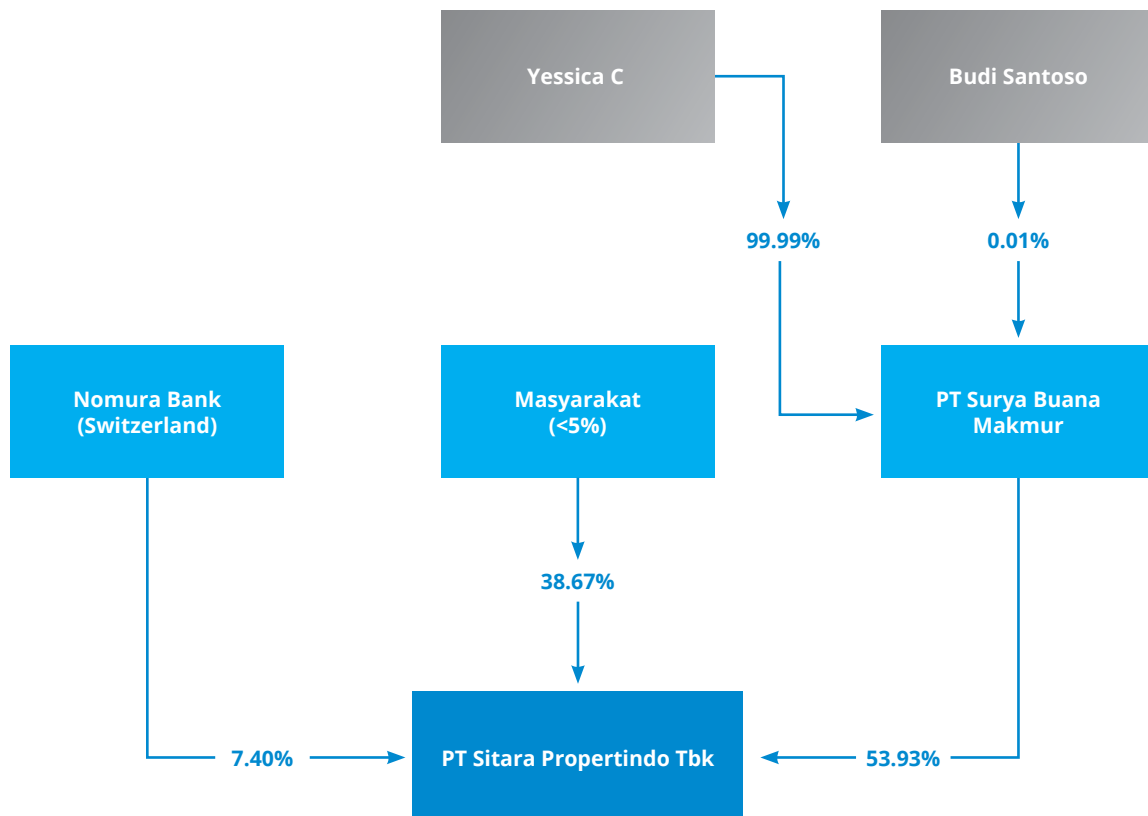 Yessica C
Budi Santoso
99.99%
0.01%
Nomura Bank
(Switzerland)
Masyarakat
(<5%)
PT Surya Buana
Makmur
38.67%
7.40%
PT Sitara Propertindo Tbk
53.93%